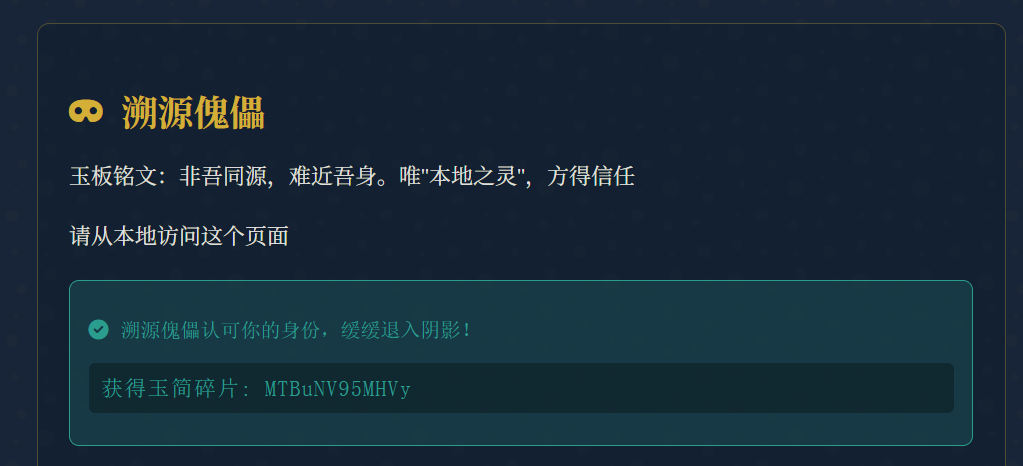 溯源傀儡
玉板铭文：非吾同源，难近吾身。唯"本地之灵"，方得信任
请从本地访问这个页面
溯源傀儡认可你的身份，缓缓退入阴影！
获得玉简碎片: MTBuNV95MHVy